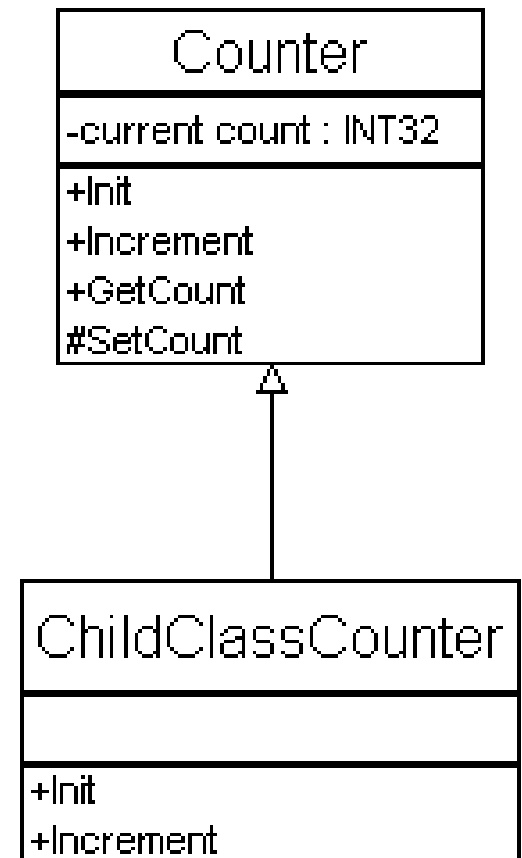 Counter
-current count : INT32
+Init
+Increment
+GetCount
#SetCount
ChildClassCounter
+Init
+Increment